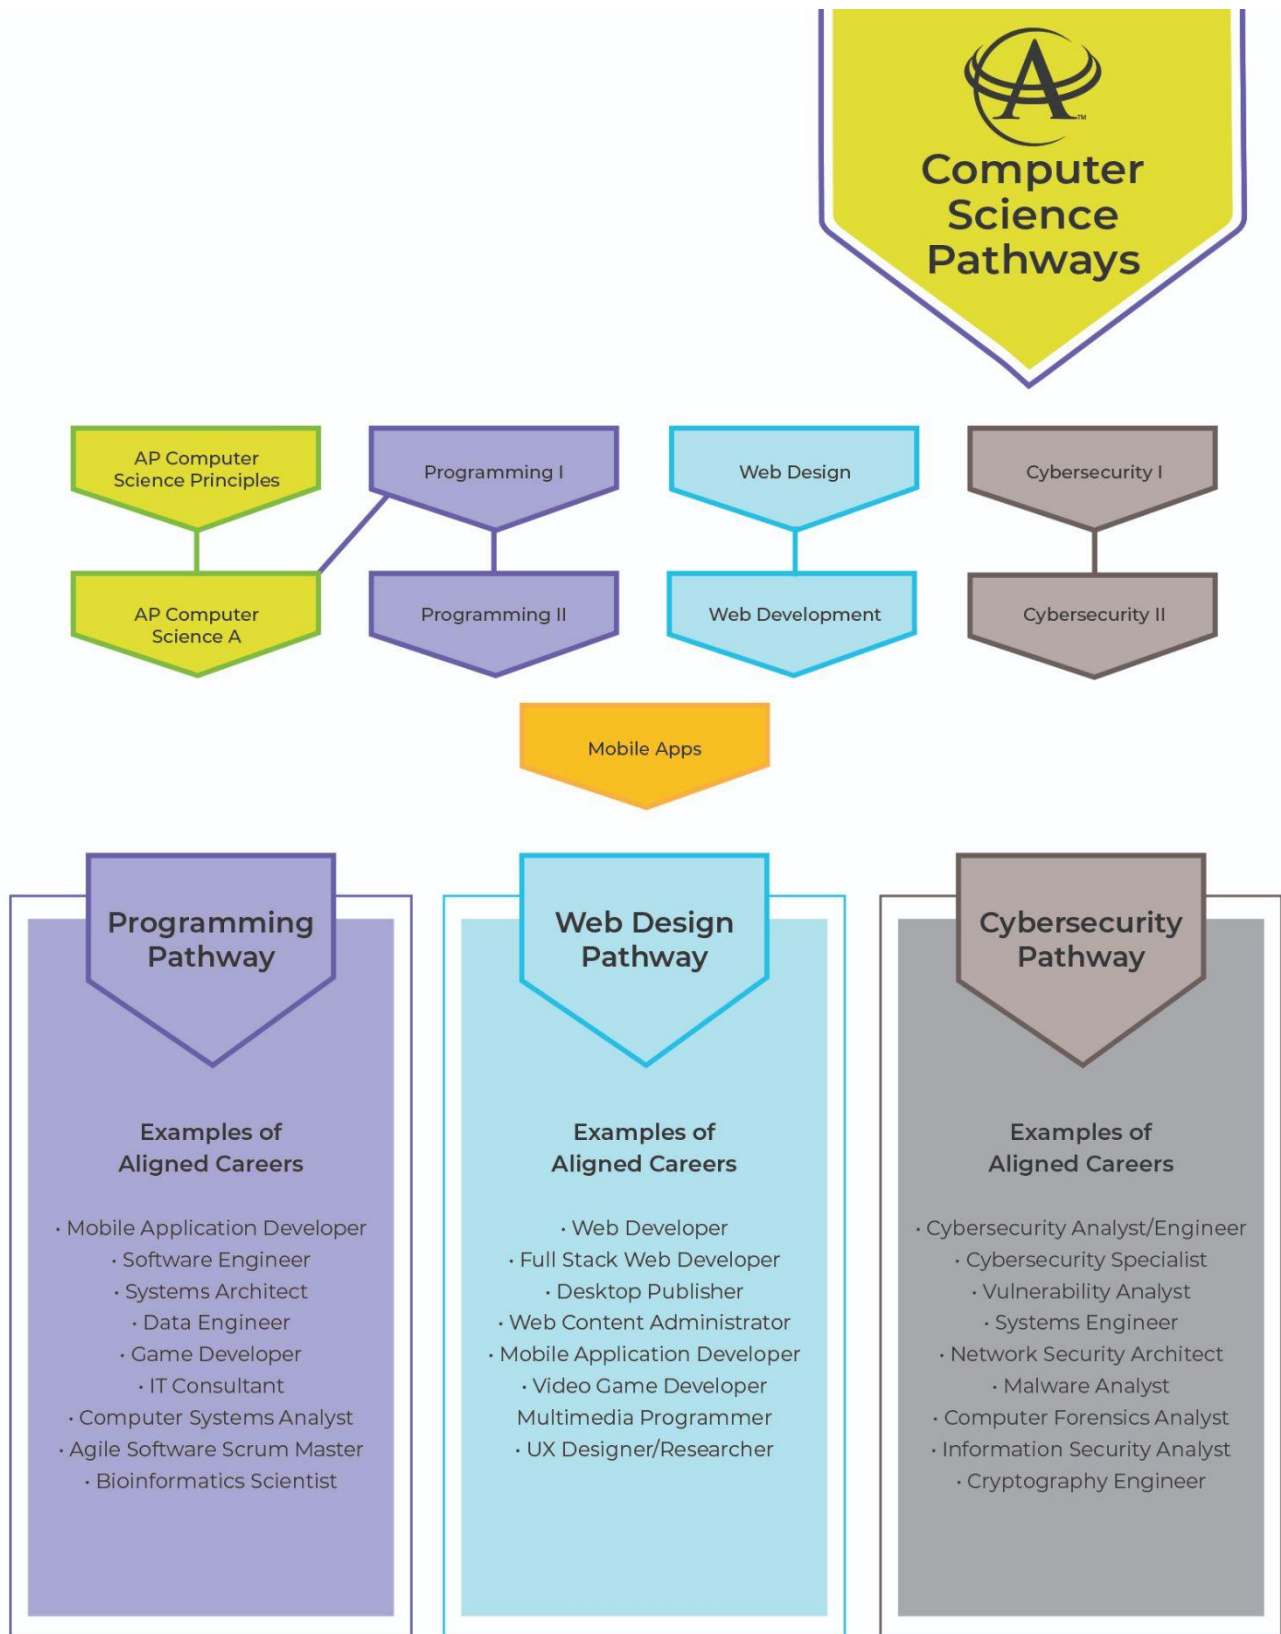 A™
Computer
Science
Pathways
AP Computer
Science Principles
Programming I
Web Design
Cybersecurity I
AP Computer
Science A
Programming II
Web Development
Cybersecurity II
Mobile Apps
Programming
Pathway
Examples of
Aligned Careers
· Mobile Application Developer
· Software Engineer
· Systems Architect
· Data Engineer
· Game Developer
· IT Consultant
· Computer Systems Analyst
· Agile Software Scrum Master
· Bioinformatics Scientist
Web Design
Pathway
Examples of
Aligned Careers
· Web Developer
· Full Stack Web Developer
· Desktop Publisher
· Web Content Administrator
· Mobile Application Developer
· Video Game Developer
Multimedia Programmer
· UX Designer/Researcher
Cybersecurity
Pathway
Examples of
Aligned Careers
· Cybersecurity Analyst/Engineer
· Cybersecurity Specialist
· Vulnerability Analyst
· Systems Engineer
· Network Security Architect
· Malware Analyst
· Computer Forensics Analyst
· Information Security Analyst
· Cryptography Engineer